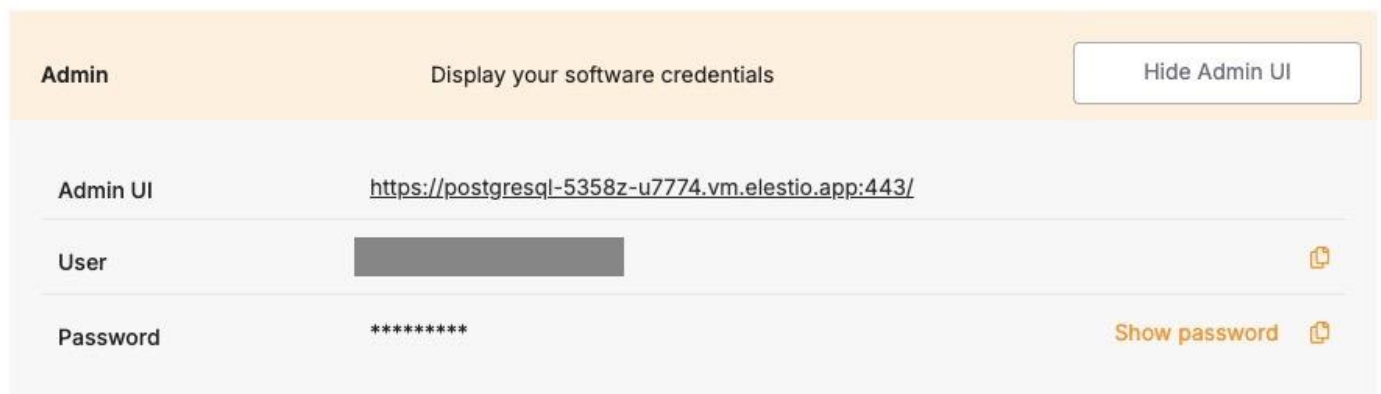 Admin Display your software credentials Hide Admin UI
Admin UI https://postgresql-5358z-u7774.vm.elestio.app:443/
User
Password ********* Show password